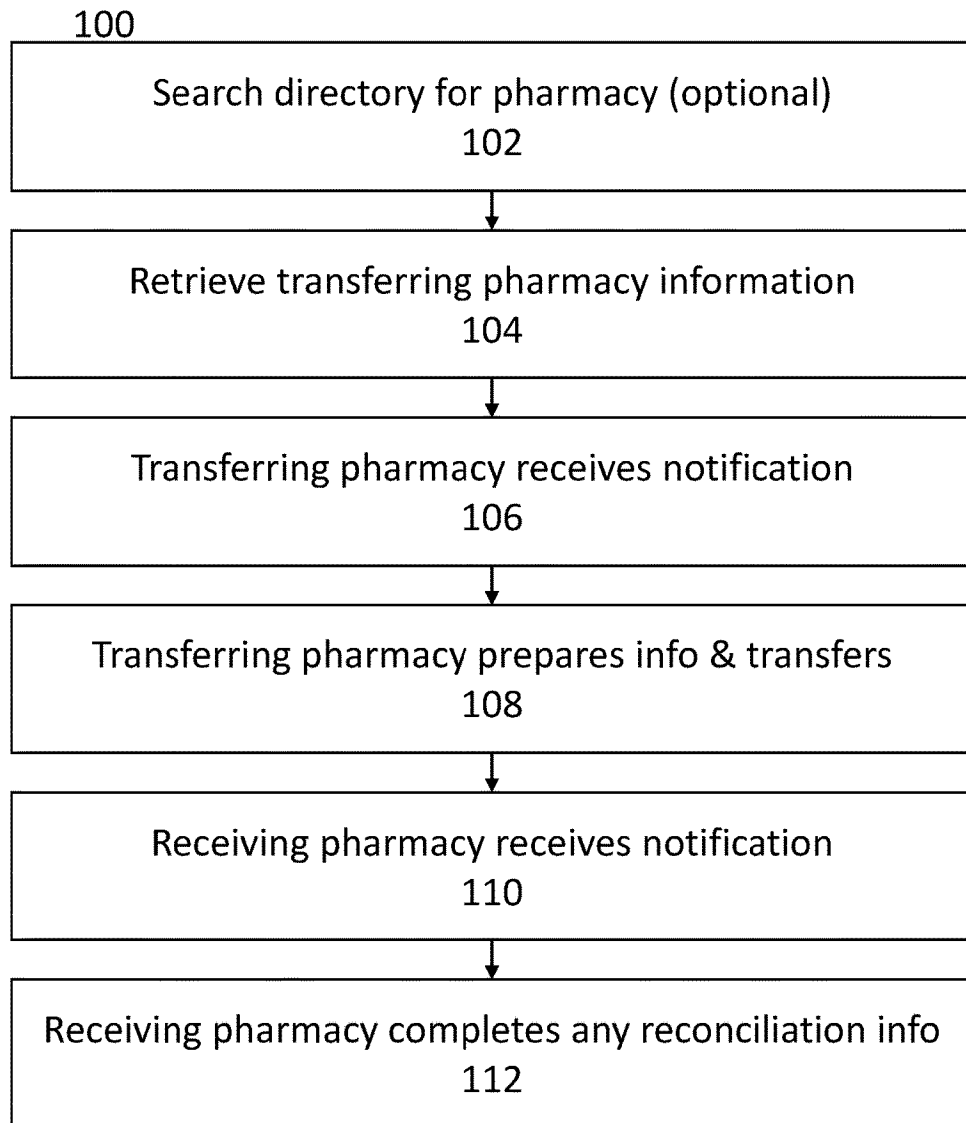 100
Search directory for pharmacy (optional)
102
Retrieve transferring pharmacy information
104
Transferring pharmacy receives notification
106
Transferring pharmacy prepares info & transfers
108
Receiving pharmacy receives notification
110
Receiving pharmacy completes any reconciliation info
112